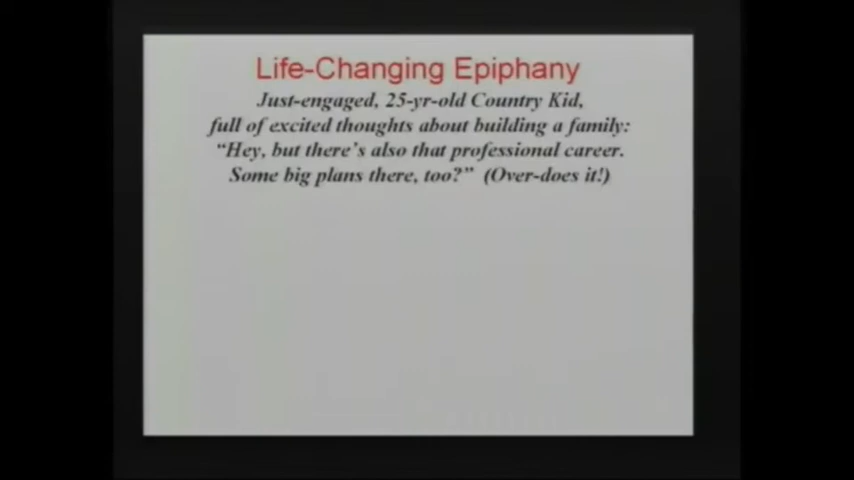 Life-Changing Epiphany
Just-engaged, 25-yr-old Country Kid,
full of excited thoughts about building a family:
“Hey, but there’s also that professional career.
Some big plans there, too?” (Over-does it!)